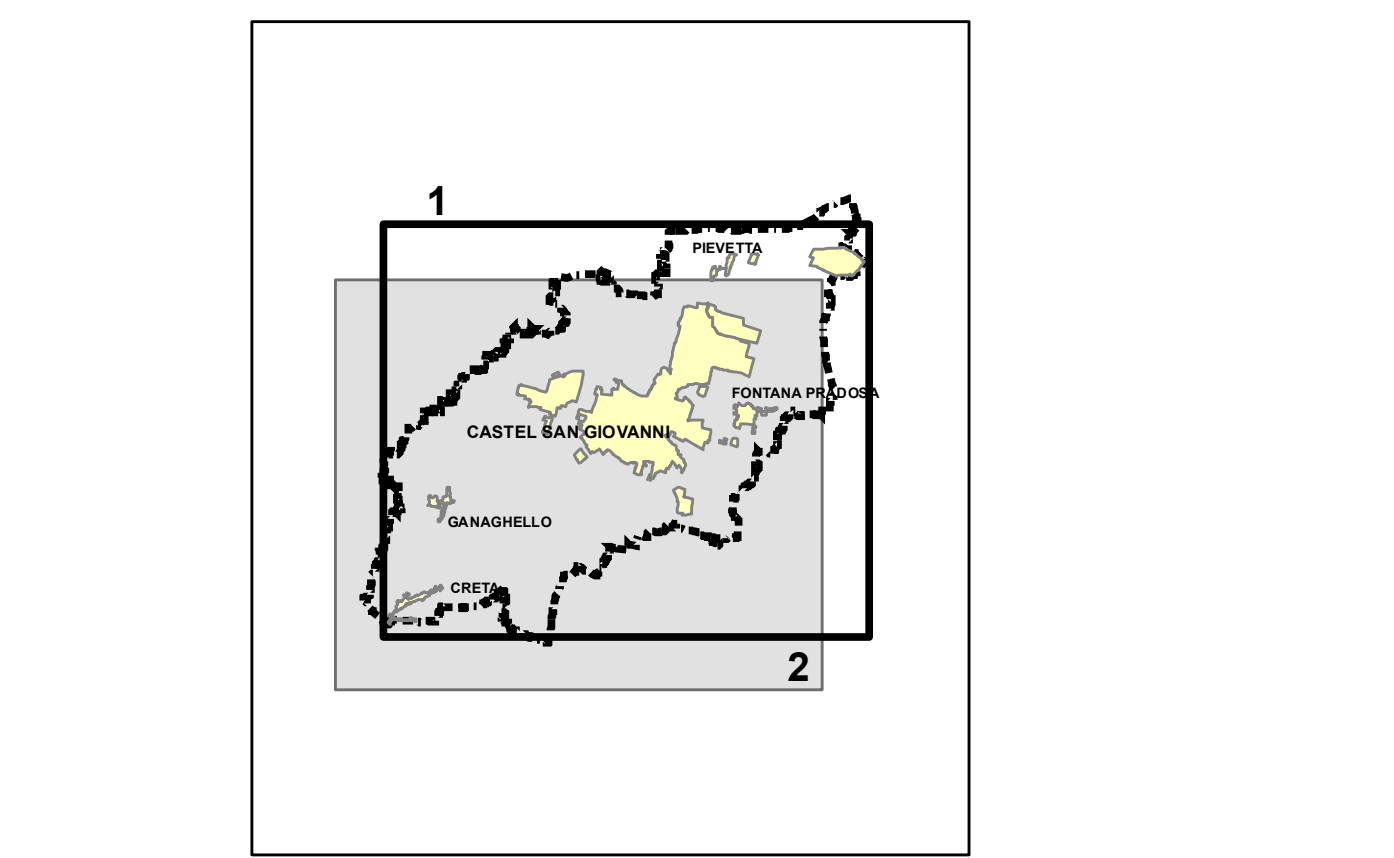 1
PIEVETTA
FONTANA PRADOSA
CASTEL SAN GIOVANNI
GANAGHELLO
CRETA
2